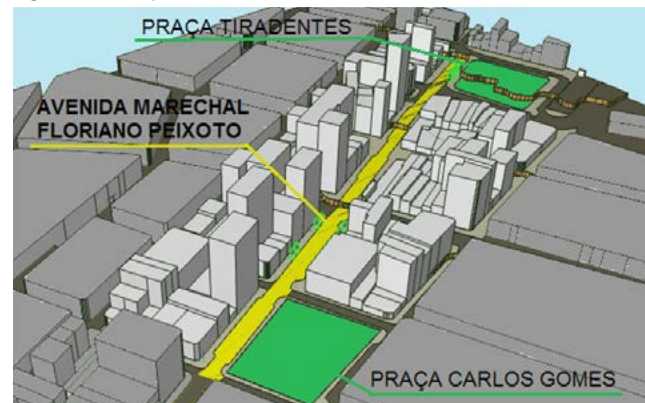 PRAÇA TIRADENTES
AVENIDA MARECHAL
FLORIANO PEIXOTO
PRAÇA CARLOS GOMES